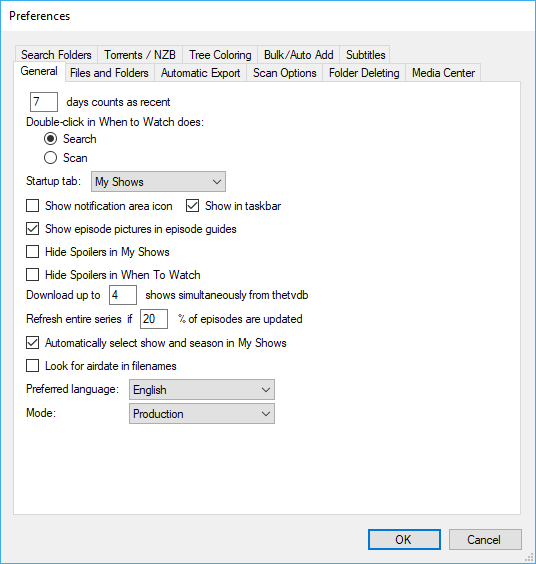 Preferences
Search Folders Torrents / NZB Tree Coloring Bulk/Auto Add Subtitles
General Files and Folders Automatic Export Scan Options Folder Deleting Media Center
7 days counts as recent
Double-click in When to Watch does:
Search
Scan
Startup tab: My Shows
Show notification area icon Show in taskbar
Show episode pictures in episode guides
Hide Spoilers in My Shows
Hide Spoilers in When To Watch
Download up to 4 shows simultaneously from thetvdb
Refresh entire series if 20 % of episodes are updated
Automatically select show and season in My Shows
Look for airdate in filenames
Preferred language: English
Mode: Production
OK Cancel